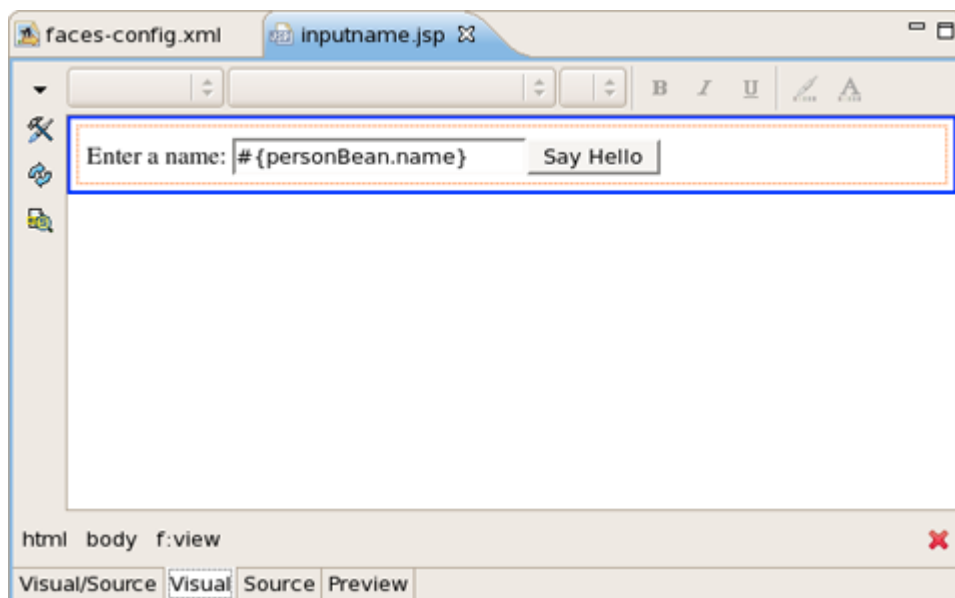 faces-config.xml inputname.jsp
B I U A
Enter a name: #{personBean.name} Say Hello
html body f:view
Visual/Source Visual Source Preview